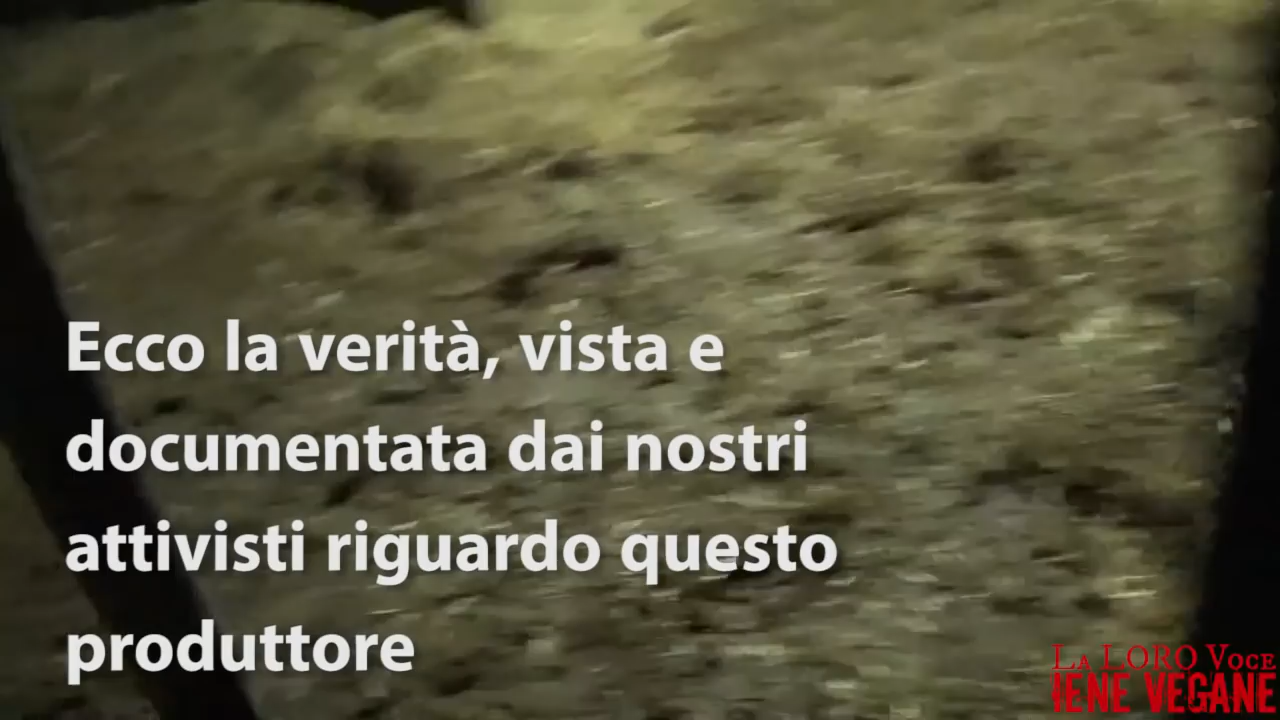 Ecco la verità, vista e
documentata dai nostri
attivisti riguardo questo
produttore
La LORO Voce
IENE VEGANE